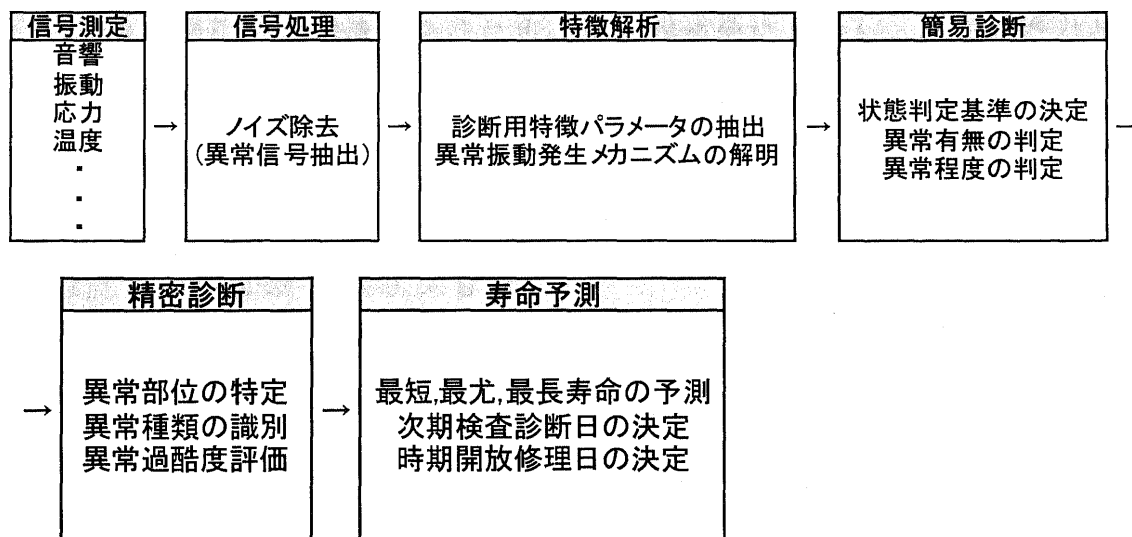 信号測定
音響
振動
応力
温度
・
・
・
→
信号処理
ノイズ除去
(異常信号抽出)
→
特徴解析
診断用特徴パラメータの抽出
異常振動発生メカニズムの解明
→
簡易診断
状態判定基準の決定
異常有無の判定
異常程度の判定
→
精密診断
異常部位の特定
異常種類の識別
異常過酷度評価
→
寿命予測
最短,最尤,最長寿命の予測
次期検査診断日の決定
時期開放修理日の決定